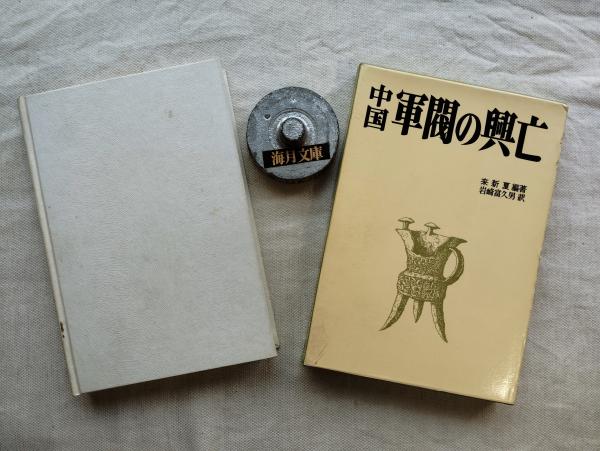 中国軍閥の興亡
来新夏編著
岩崎富久男訳
海月文庫